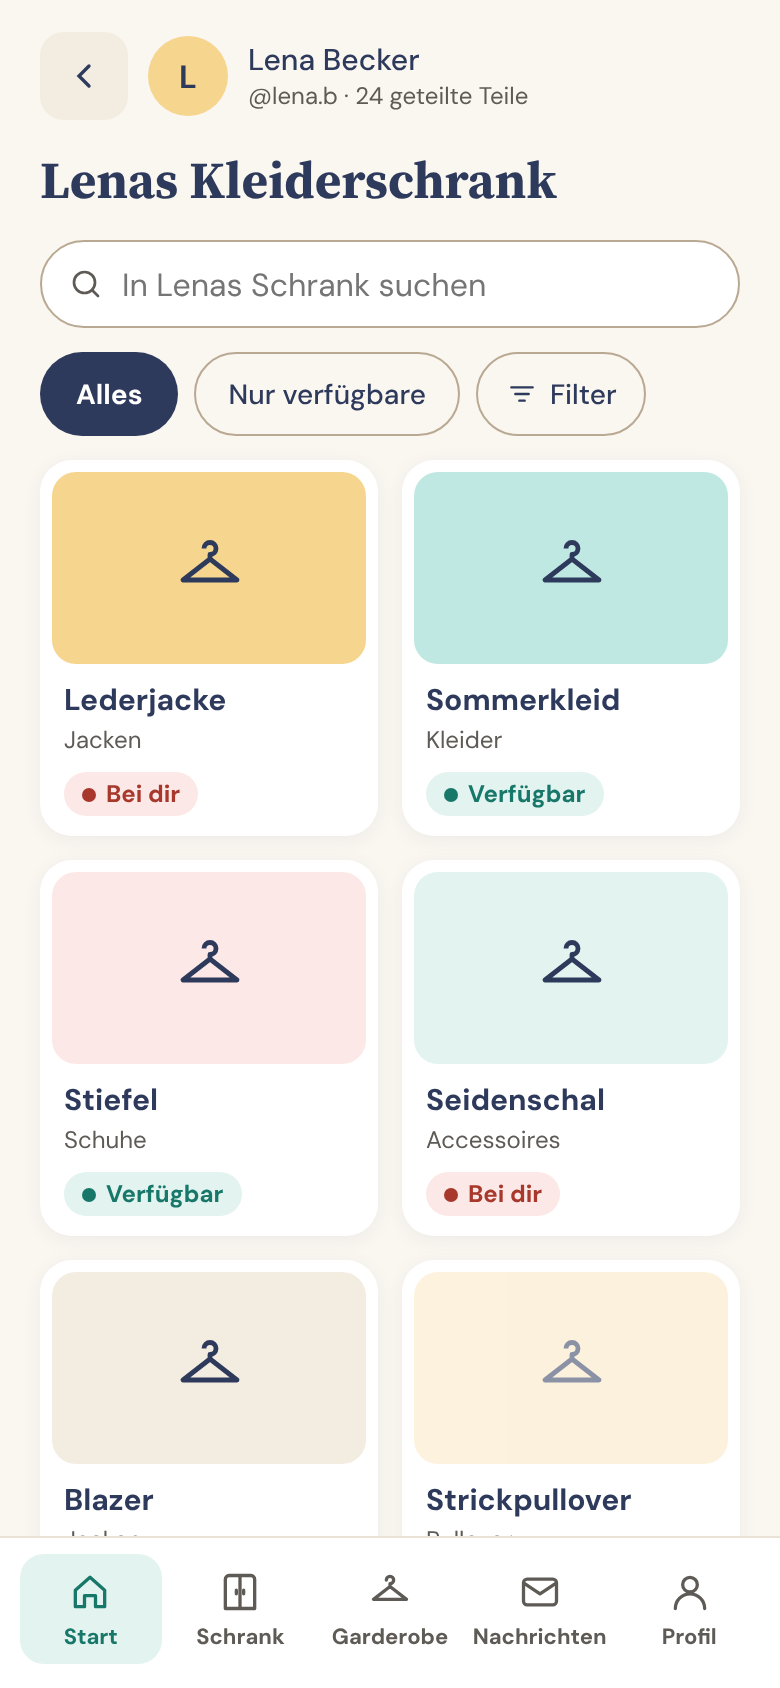 L
Lena Becker
@lena.b · 24 geteilte Teile
Lenas Kleiderschrank
In Lenas Schrank suchen
Alles
Nur verfügbare
Filter
Lederjacke
Jacken
Bei dir
Sommerkleid
Kleider
Verfügbar
Stiefel
Schuhe
Verfügbar
Seidenschal
Accessoires
Bei dir
Blazer
Strickpullover
Start
Schrank
Garderobe
Nachrichten
Profil